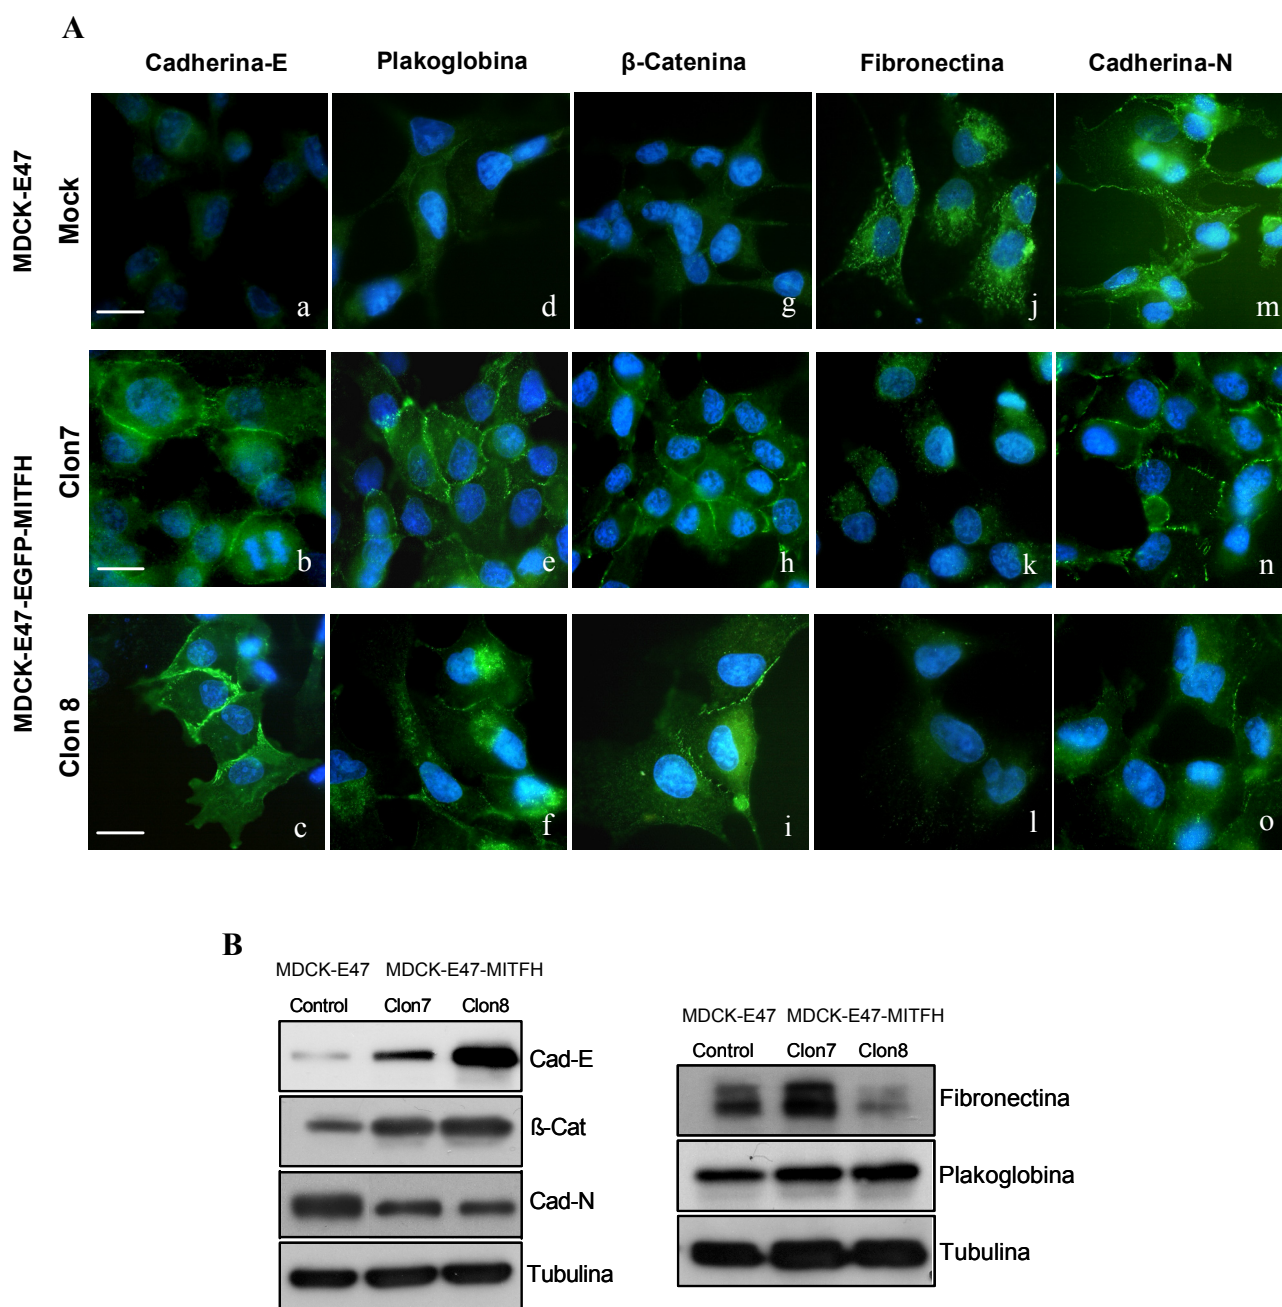 A
Cadherina-E Plakoglobina β-Catenina Fibronectina Cadherina-N
MDCK-E47
Mock
a d g j m
MDCK-E47-EGFP-MITFH
Clon7
b e h k n
Clon 8
c f i l o
B
MDCK-E47 MDCK-E47-MITFH
Control Clon7 Clon8
Cad-E
ß-Cat
Cad-N
Tubulina
MDCK-E47 MDCK-E47-MITFH
Control Clon7 Clon8
Fibronectina
Plakoglobina
Tubulina